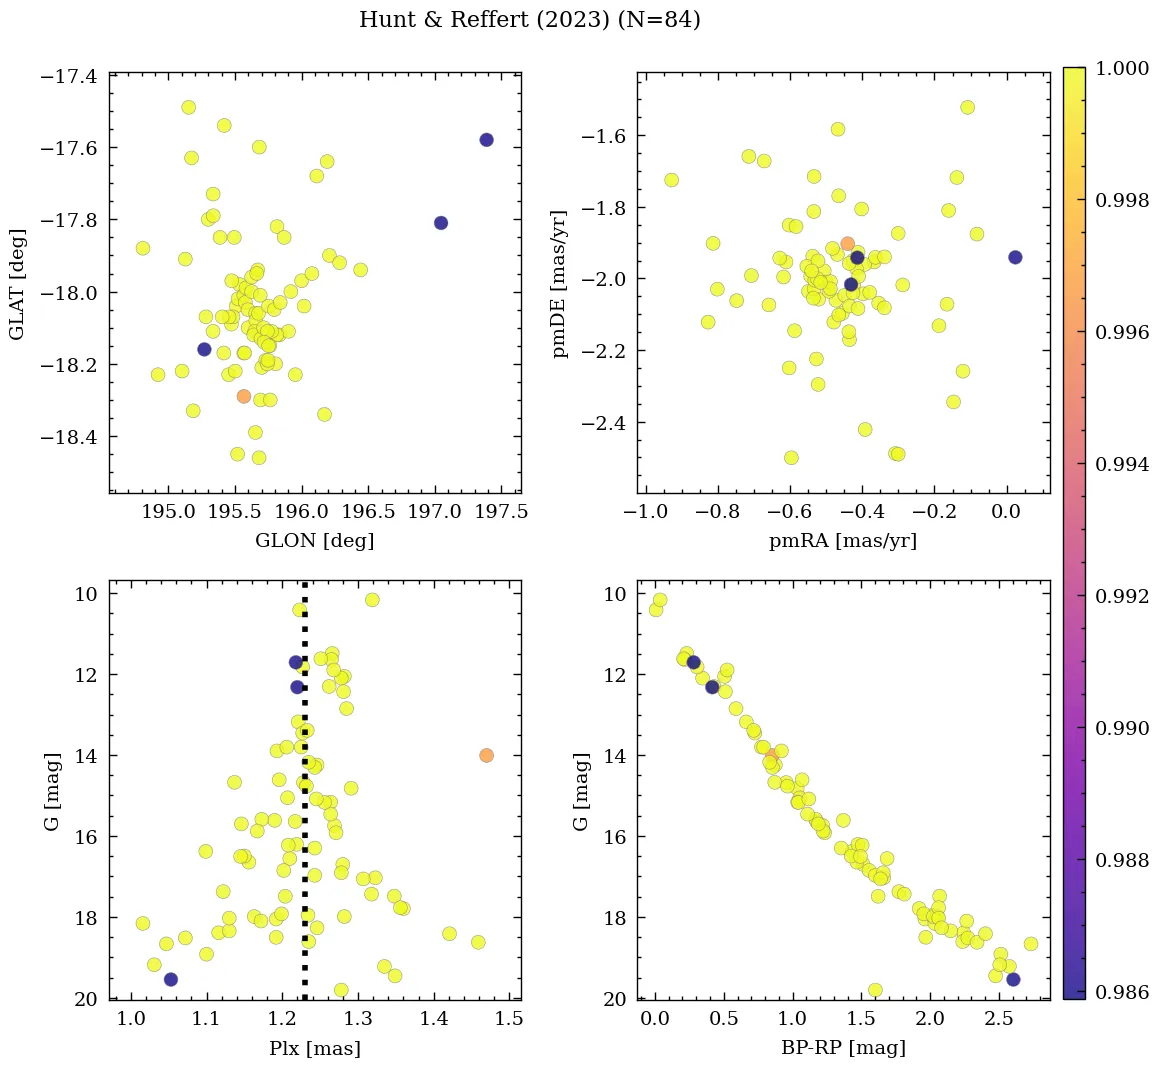 Hunt & Reffert (2023) (N=84)
−17.4
−17.6
−17.8
−18.0
−18.2
−18.4
GLAT [deg]
195.0 195.5 196.0 196.5 197.0 197.5
GLON [deg]
−1.6
−1.8
−2.0
−2.2
−2.4
pmDE [mas/yr]
−1.0 −0.8 −0.6 −0.4 −0.2 0.0
pmRA [mas/yr]
10
12
14
16
18
20
G [mag]
1.0 1.1 1.2 1.3 1.4 1.5
Plx [mas]
10
12
14
16
18
20
G [mag]
0.0 0.5 1.0 1.5 2.0 2.5
BP-RP [mag]
1.000
0.998
0.996
0.994
0.992
0.990
0.988
0.986